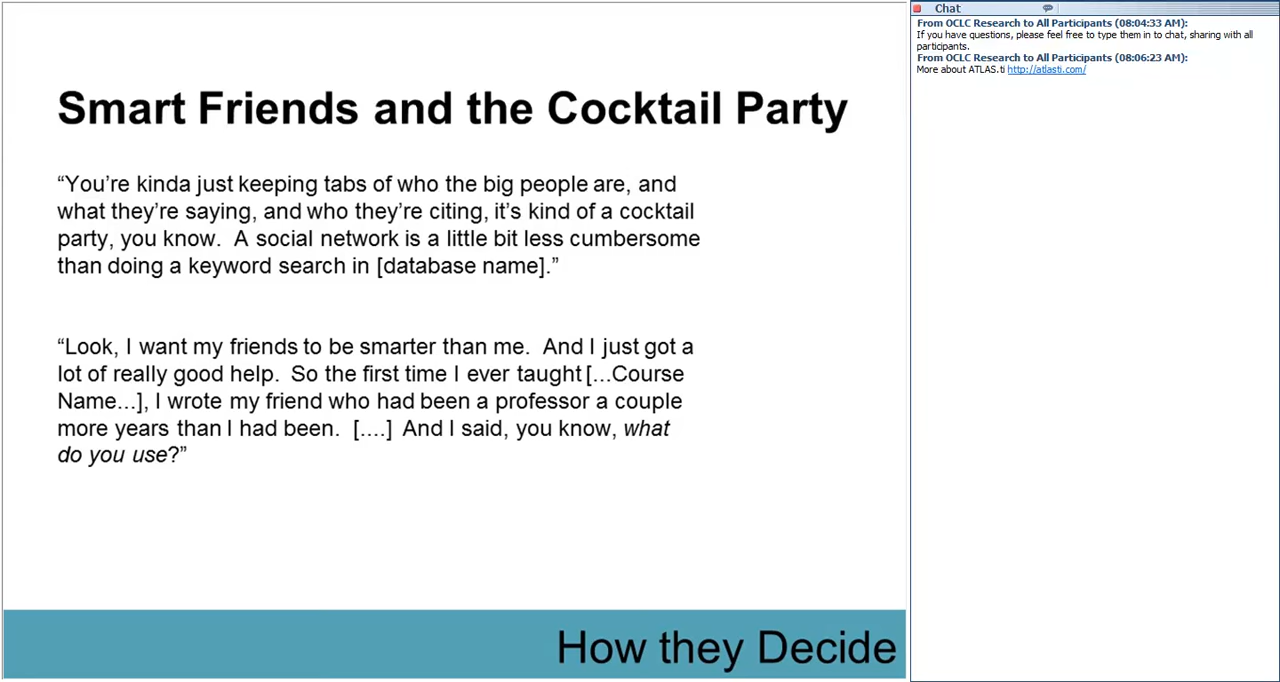 Smart Friends and the Cocktail Party
“You’re kinda just keeping tabs of who the big people are, and
what they’re saying, and who they’re citing, it’s kind of a cocktail
party, you know.  A social network is a little bit less cumbersome
than doing a keyword search in [database name].”
“Look, I want my friends to be smarter than me.  And I just got a
lot of really good help.  So the first time I ever taught [...Course
Name...], I wrote my friend who had been a professor a couple
more years than I had been.  [....]  And I said, you know, what
do you use?”
How they Decide
Chat
From OCLC Research to All Participants (08:04:33 AM):
If you have questions, please feel free to type them in to chat, sharing with all
participants.
From OCLC Research to All Participants (08:06:23 AM):
More about ATLAS.ti http://atlasti.com/